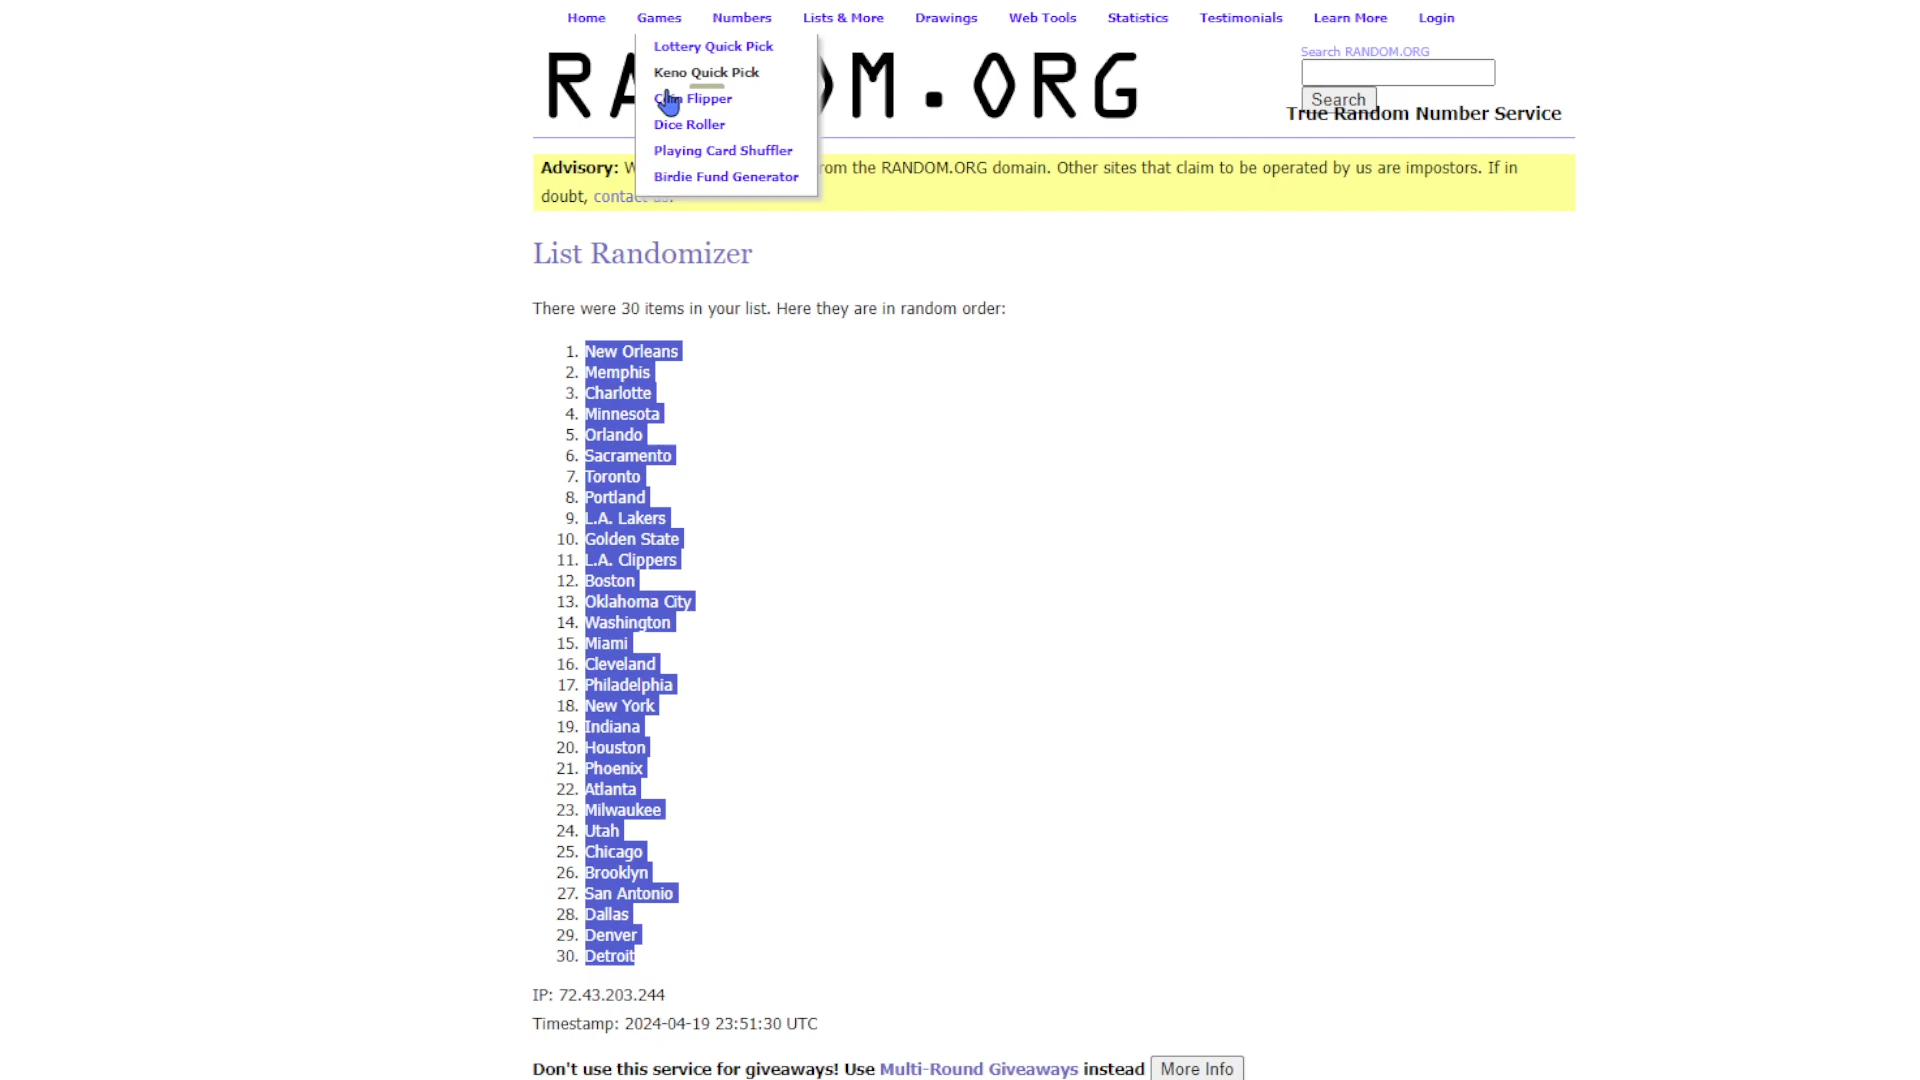 Home Games Numbers Lists & More Drawings Web Tools Statistics Testimonials Learn More Login
Lottery Quick Pick
Keno Quick Pick
Flipper
Dice Roller
Playing Card Shuffler
Birdie Fund Generator
M.ORG
Search RANDOM.ORG
Search
True Random Number Service
Advisory: from the RANDOM.ORG domain. Other sites that claim to be operated by us are impostors. If in
doubt, contact us.
List Randomizer
There were 30 items in your list. Here they are in random order:
1. New Orleans
2. Memphis
3. Charlotte
4. Minnesota
5. Orlando
6. Sacramento
7. Toronto
8. Portland
9. L.A. Lakers
10. Golden State
11. L.A. Clippers
12. Boston
13. Oklahoma City
14. Washington
15. Miami
16. Cleveland
17. Philadelphia
18. New York
19. Indiana
20. Houston
21. Phoenix
22. Atlanta
23. Milwaukee
24. Utah
25. Chicago
26. Brooklyn
27. San Antonio
28. Dallas
29. Denver
30. Detroit
IP: 72.43.203.244
Timestamp: 2024-04-19 23:51:30 UTC
Don't use this service for giveaways! Use Multi-Round Giveaways instead More Info